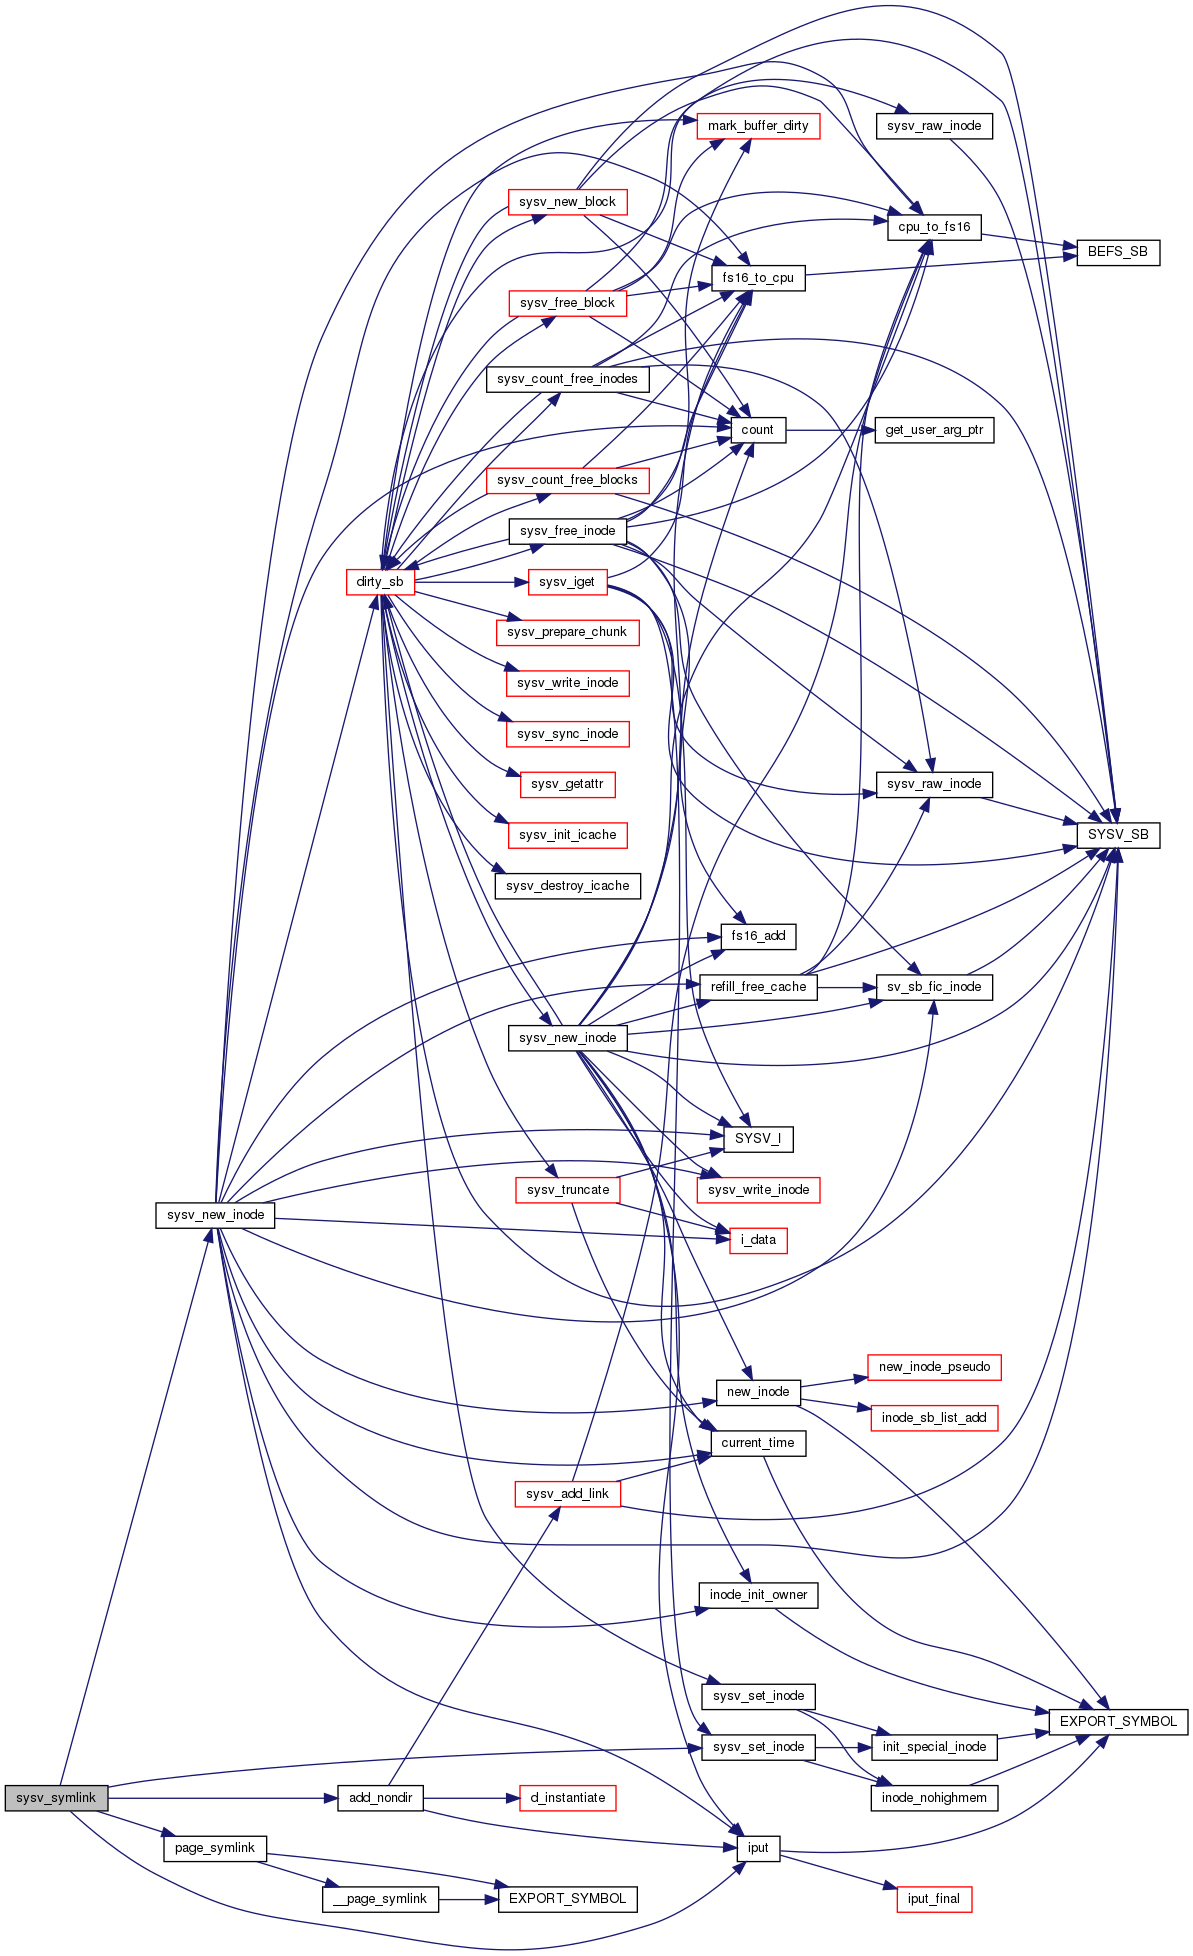 sysv_raw_inode
mark_buffer_dirty
sysv_new_block
cpu_to_fs16
BEFS_SB
fs16_to_cpu
sysv_free_block
sysv_count_free_inodes
count
get_user_arg_ptr
sysv_count_free_blocks
sysv_free_inode
dirty_sb
sysv_iget
sysv_prepare_chunk
sysv_write_inode
sysv_sync_inode
sysv_getattr
sysv_raw_inode
sysv_init_icache
SYSV_SB
sysv_destroy_icache
fs16_add
refill_free_cache
sv_sb_fic_inode
sysv_new_inode
SYSV_I
sysv_truncate
sysv_write_inode
sysv_new_inode
i_data
new_inode_pseudo
new_inode
inode_sb_list_add
current_time
sysv_add_link
inode_init_owner
sysv_set_inode
EXPORT_SYMBOL
sysv_set_inode
init_special_inode
sysv_symlink
add_nondir
d_instantiate
inode_nohighmem
page_symlink
iput
__page_symlink
EXPORT_SYMBOL
iput_final